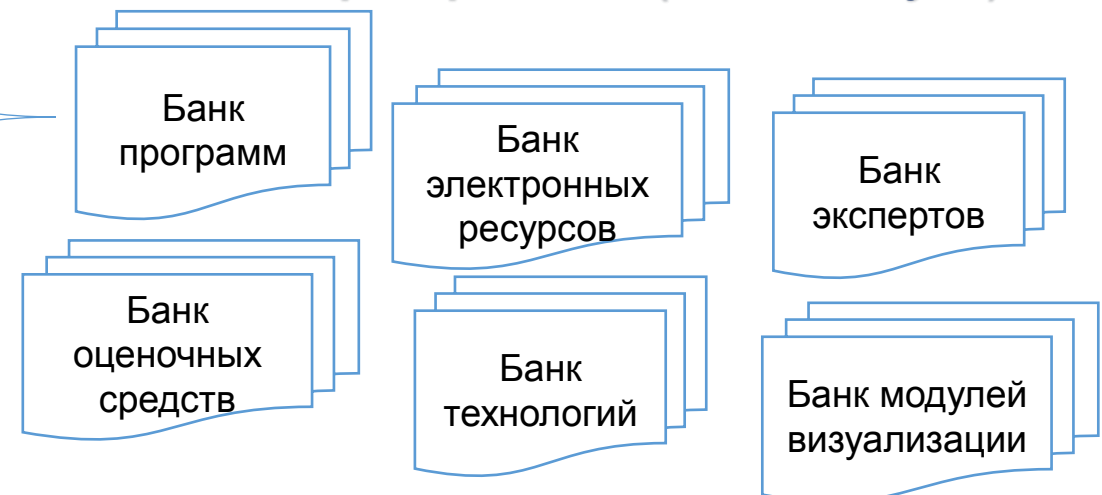 Банк
программ
Банк
электронных
ресурсов
Банк
экспертов
Банк
оценочных
средств
Банк
технологий
Банк модулей
визуализации